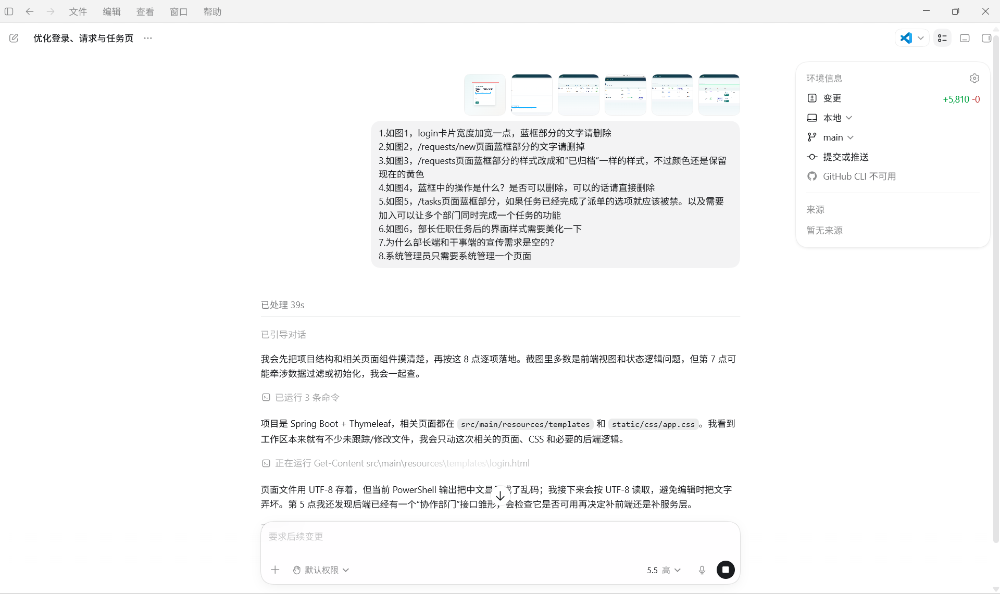 文件 编辑 查看 窗口 帮助
优化登录、请求与任务页
1.如图1，login卡片宽度加宽一点，蓝框部分的文字请删除
2.如图2，/requests/new页面蓝框部分的文字请删掉
3.如图3，/requests页面蓝框部分的样式改成和“已归档”一样的样式，不过颜色还是保留
现在的黄色
4.如图4，蓝框中的操作是什么？是否可以删除，可以的话请直接删除
5.如图5，/tasks页面蓝框部分，如果任务已经完成了派单的选项就应该被禁。以及需要
加入可以让多个部门同时完成一个任务的功能
6.如图6，部长任职任务后的界面样式需要美化一下
7.为什么部长端和干事端的宣传需求是空的？
8.系统管理员只需要系统管理一个页面
已处理 39s
已引导对话
我会先把项目结构和相关页面组件摸清楚，再按这 8 点逐项落地。截图里多数是前端视图和状态逻辑问题，但第 7 点可
能牵涉数据过滤或初始化，我会一起查。
已运行 3 条命令
项目是 Spring Boot + Thymeleaf，相关页面都在 src/main/resources/templates 和 static/css/app.css。我看到
工作区本来就有不少未跟踪/修改文件，我会只动这次相关的页面、CSS 和必要的后端逻辑。
正在运行 Get-Content src\main\resources\templates\login.html
页面文件用 UTF-8 存着，但当前 PowerShell 输出把中文显 成了乱码；我接下来会按 UTF-8 读取，避免编辑时把文字
弄坏。第 5 点我还发现后端已经有一个“协作部门”接口雏形，会检查它是否可用再决定补前端还是补服务层。
要求后续变更
默认权限
5.5 高
环境信息
变更 +5,810 -0
本地
main
提交或推送
GitHub CLI 不可用
来源
暂无来源